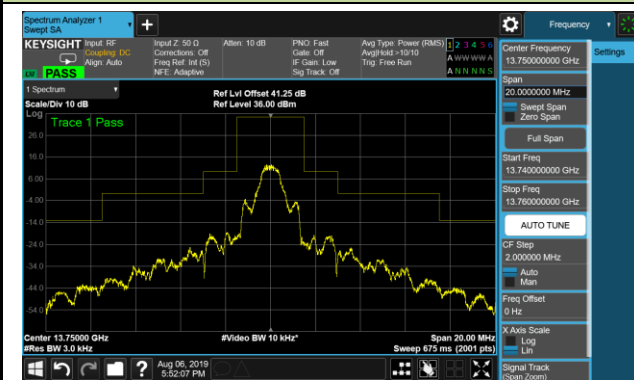 Spectrum Analyzer 1
Swept SA
+
Frequency
KEYSIGHT
Input: RF
Coupling: DC
Align: Auto
PASS
Input Z: 50 Ω
Corrections: Off
Freq Ref: Int (S)
NFE: Adaptive
Atten: 10 dB
PNO: Fast
Gate: Off
IF Gain: Low
Sig Track: Off
Avg Type: Power (RMS)
Avg|Hold:>10/10
Trig: Free Run
1 2 3 4 5 6
A W W W W A
A N N N N S
1 Spectrum
Scale/Div 10 dB
Ref Lvl Offset 41.25 dB
Ref Level 36.00 dBm
Log
Trace 1 Pass
26.0
16.0
6.00
-4.00
-14.0
-24.0
-34.0
-44.0
-54.0
Center 13.75000 GHz
#Res BW 3.0 kHz
#Video BW 10 kHz*
Span 20.00 MHz
Sweep 675 ms (2001 pts)
Center Frequency
13.750000000 GHz
Settings
Span
20.0000000 MHz
Swept Span
Zero Span
Full Span
Start Freq
13.740000000 GHz
Stop Freq
13.760000000 GHz
AUTO TUNE
CF Step
2.000000 MHz
Auto
Man
Freq Offset
0 Hz
X Axis Scale
Log
Lin
Signal Track
(Span Zoom)
?
Aug 06, 2019
5:52:07 PM